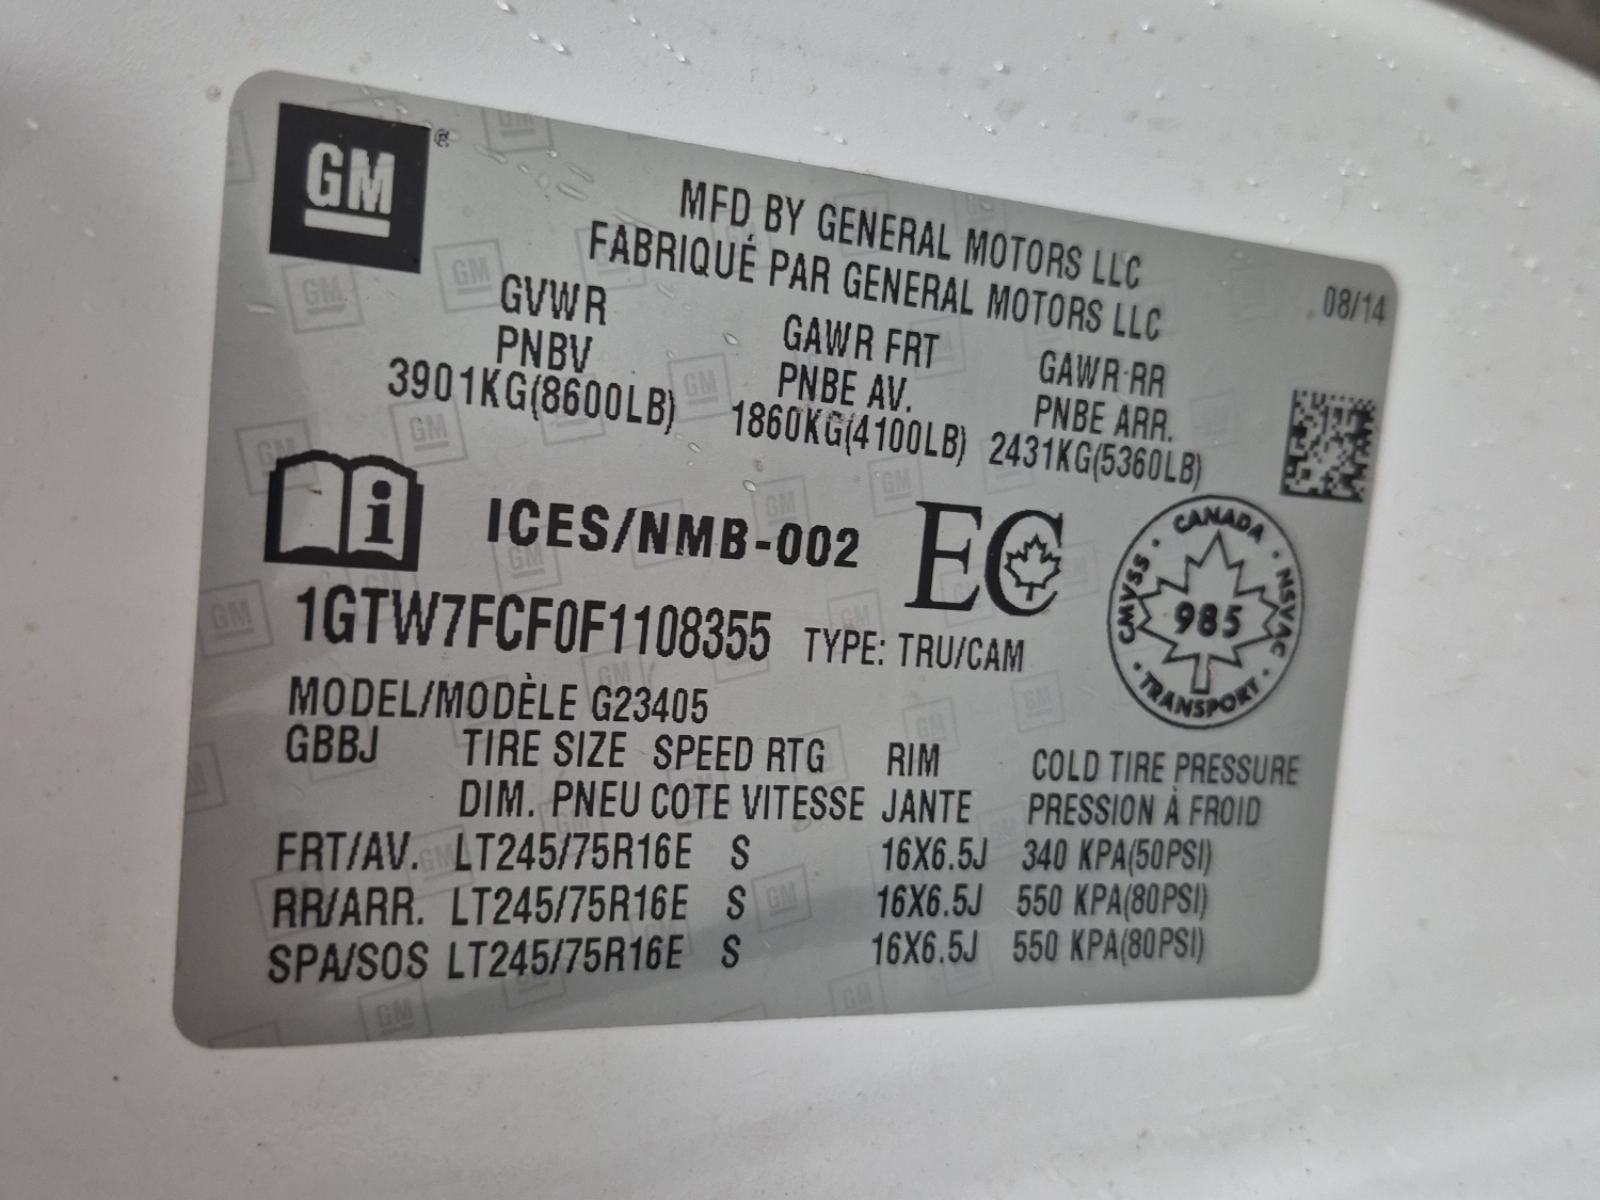 GM®
MFD BY GENERAL MOTORS LLC
FABRIQUÉ PAR GENERAL MOTORS LLC
08/14
GVWR GAWR FRT GAWR RR
PNBV PNBE AV. PNBE ARR.
3901KG(8600LB) 1860KG(4100LB) 2431KG(5360LB)
i ICES/NMB-002 EC
CANADA · NSVAC · TRANSPORT · CMVSS ·
985
1GTW7FCF0F1108355 TYPE: TRU/CAM
MODEL/MODÈLE G23405
GBBJ TIRE SIZE SPEED RTG RIM COLD TIRE PRESSURE
DIM. PNEU COTE VITESSE JANTE PRESSION À FROID
FRT/AV. LT245/75R16E S 16X6.5J 340 KPA(50PSI)
RR/ARR. LT245/75R16E S 16X6.5J 550 KPA(80PSI)
SPA/SOS LT245/75R16E S 16X6.5J 550 KPA(80PSI)